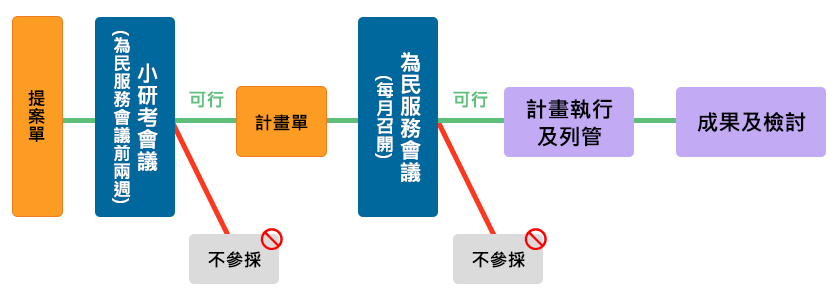 提案單
小研考會議
(為民服務會議前兩週)
可行
不參採
計畫單
為民服務會議
(每月召開)
可行
不參採
計畫執行
及列管
成果及檢討